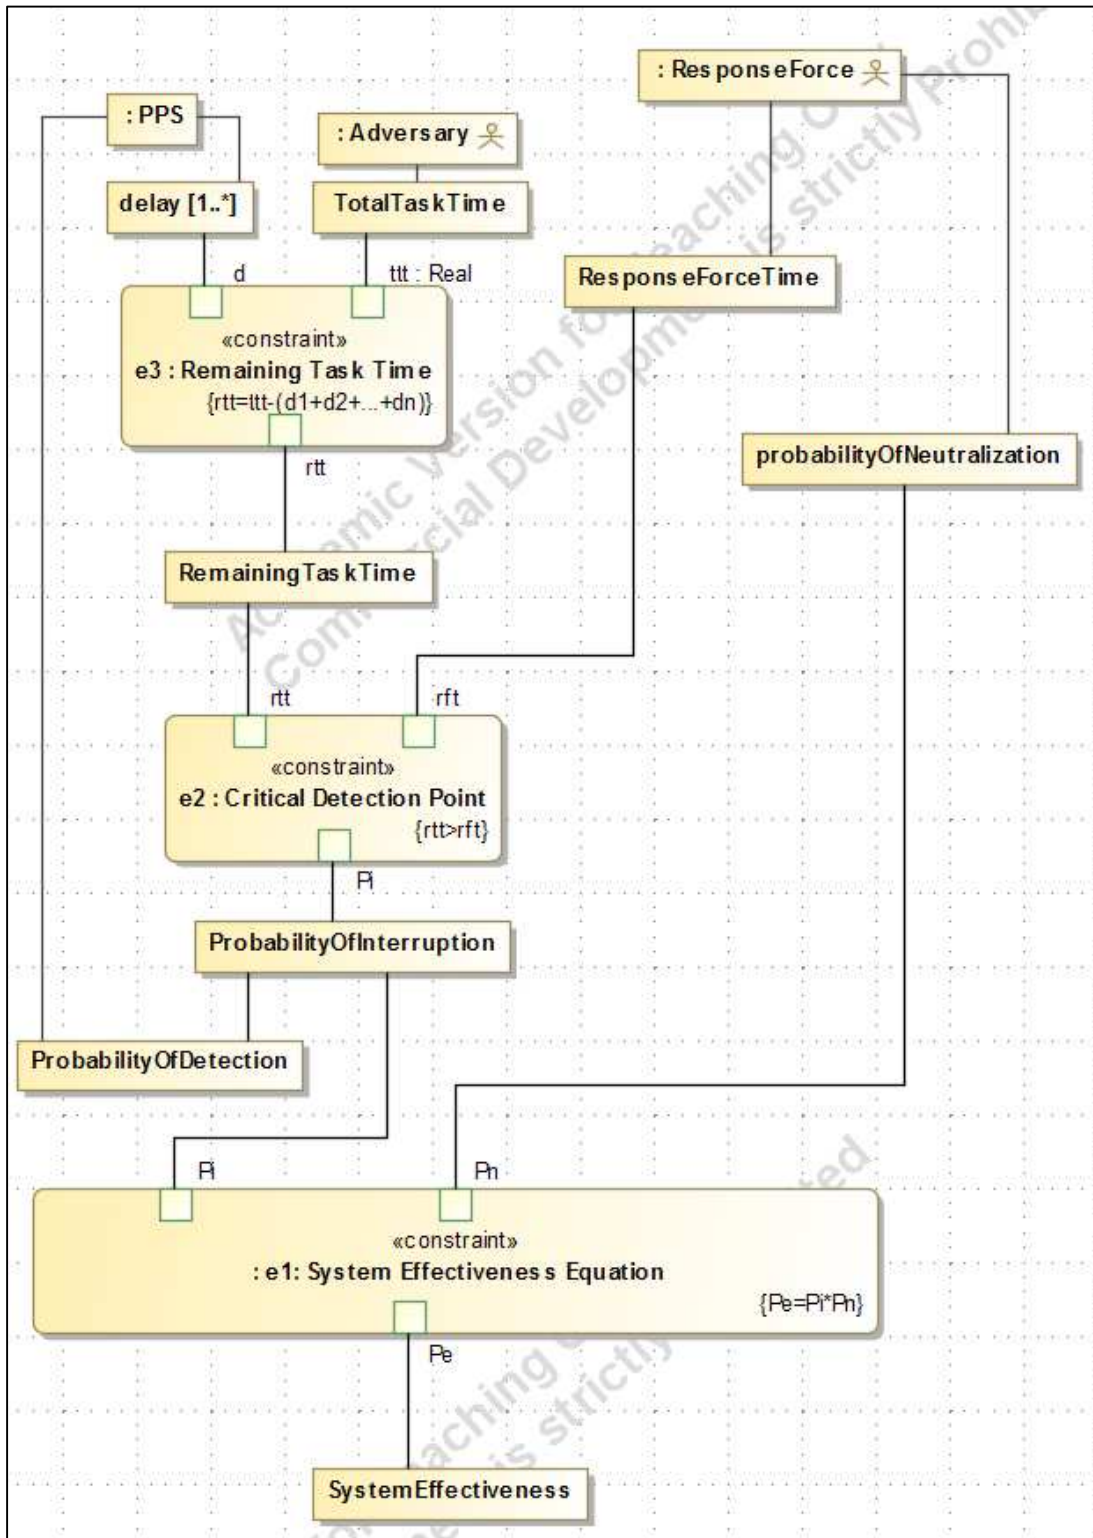 : ResponseForce
: PPS
: Adversary
delay [1..*]
TotalTaskTime
ResponseForceTime
d
ttt : Real
«constraint»
e3 : Remaining Task Time
{rtt=ttt-(d1+d2+...+dn)}
rtt
probabilityOfNeutralization
RemainingTaskTime
rtt
rft
«constraint»
e2 : Critical Detection Point
{rtt>rft}
Pi
ProbabilityOfInterruption
ProbabilityOfDetection
Pi
Pn
«constraint»
: e1: System Effectiveness Equation
{Pe=Pi*Pn}
Pe
SystemEffectiveness